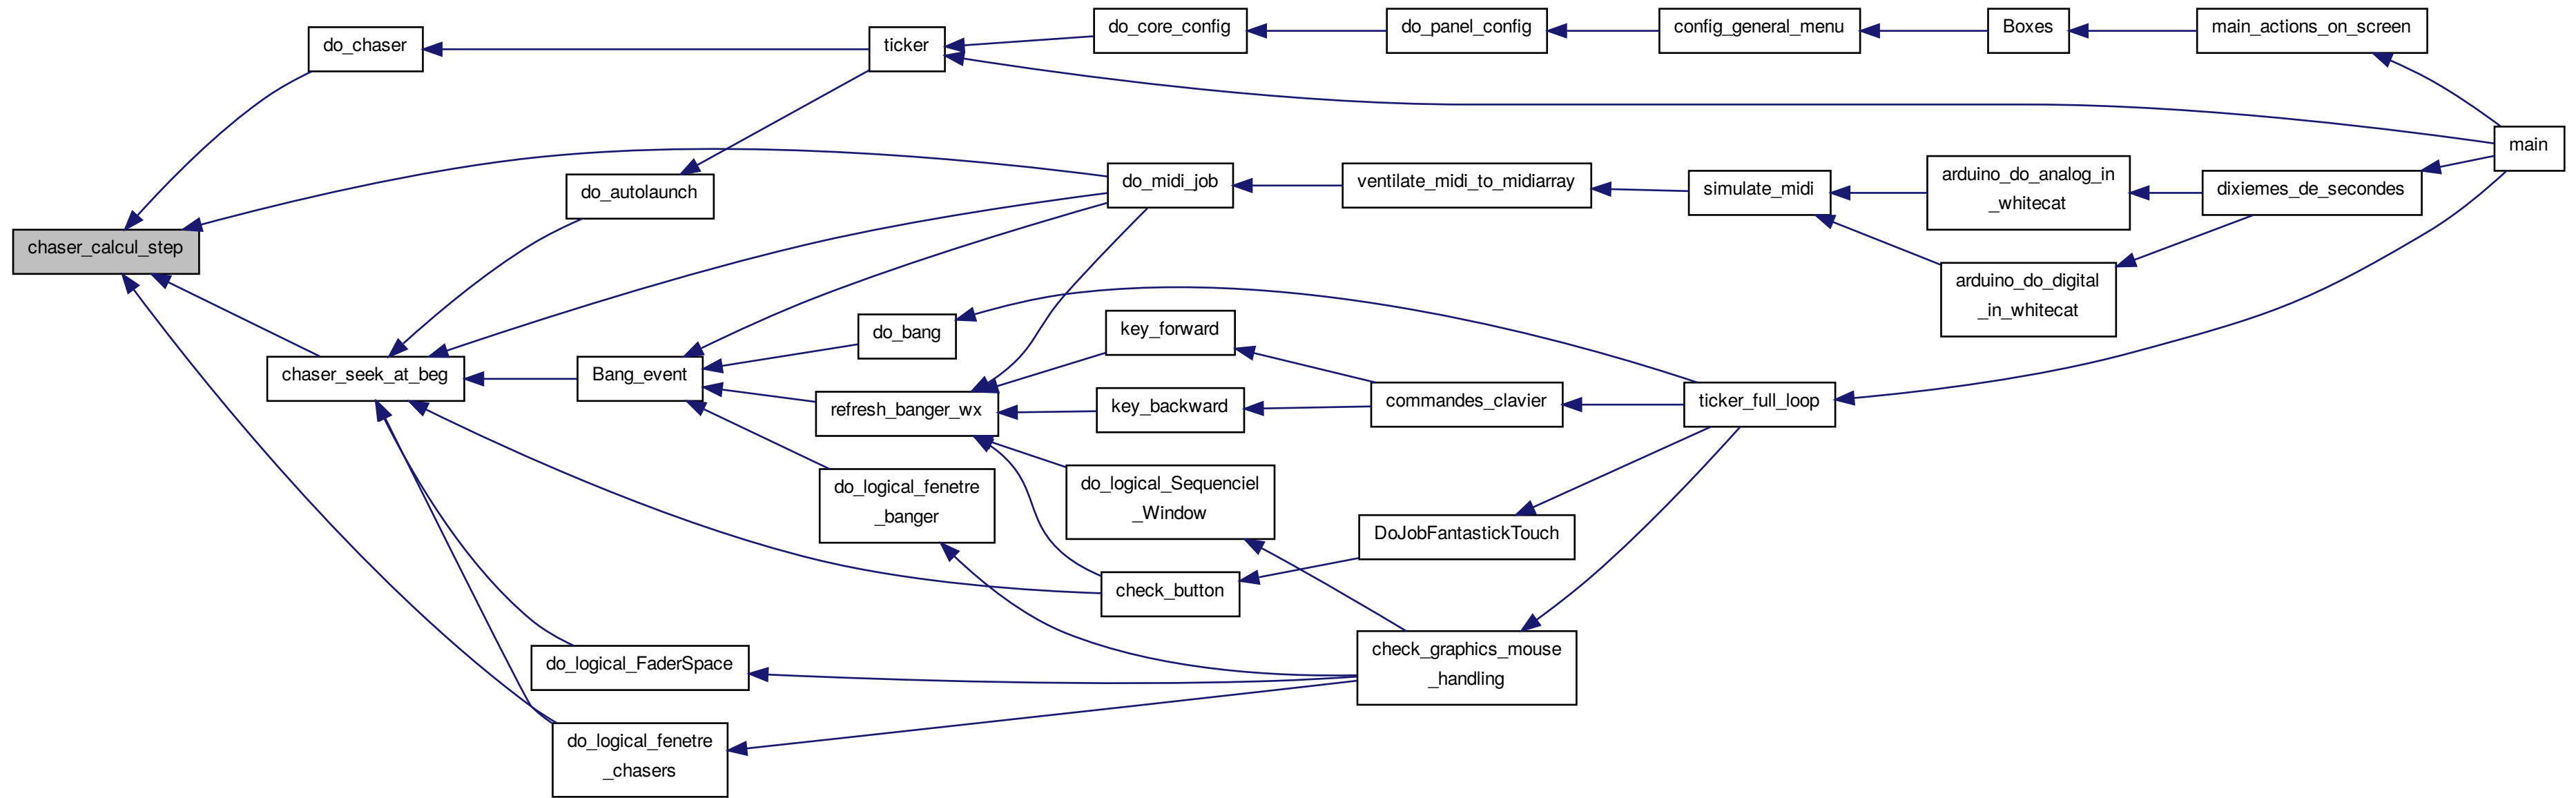 do_chaser
ticker
do_core_config
do_panel_config
config_general_menu
Boxes
main_actions_on_screen
main
do_autolaunch
do_midi_job
ventilate_midi_to_midiarray
simulate_midi
arduino_do_analog_in
_whitecat
dixiemes_de_secondes
chaser_calcul_step
arduino_do_digital
_in_whitecat
do_bang
key_forward
chaser_seek_at_beg
Bang_event
refresh_banger_wx
key_backward
commandes_clavier
ticker_full_loop
do_logical_fenetre
_banger
do_logical_Sequenciel
_Window
DoJobFantastickTouch
check_button
do_logical_FaderSpace
check_graphics_mouse
_handling
do_logical_fenetre
_chasers